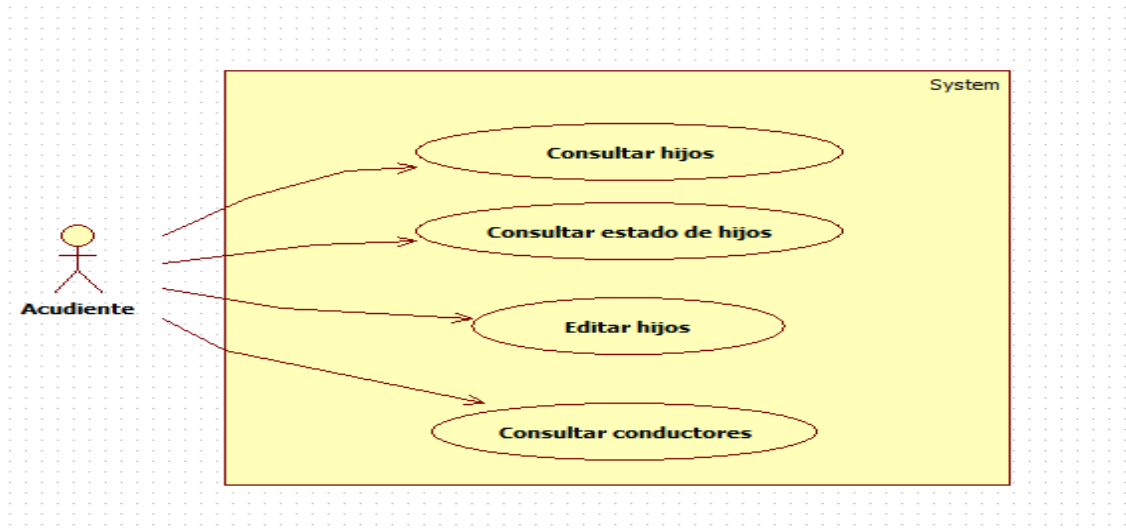 System
Consultar hijos
Consultar estado de hijos
Acudiente
Editar hijos
Consultar conductores